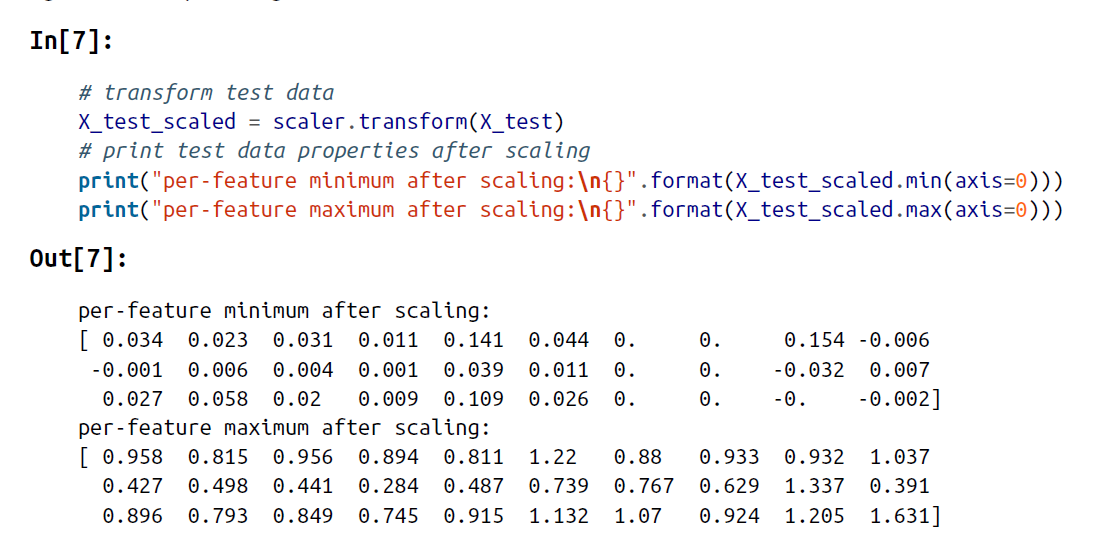 In[7]:
# transform test data
X_test_scaled = scaler.transform(X_test)
# print test data properties after scaling
print("per-feature minimum after scaling:\n{}".format(X_test_scaled.min(axis=0)))
print("per-feature maximum after scaling:\n{}".format(X_test_scaled.max(axis=0)))
Out[7]:
per-feature minimum after scaling:
[ 0.034 0.023 0.031 0.011 0.141 0.044 0. 0. 0.154 -0.006
-0.001 0.006 0.004 0.001 0.039 0.011 0. 0. -0.032 0.007
0.027 0.058 0.02 0.009 0.109 0.026 0. 0. -0. -0.002]
per-feature maximum after scaling:
[ 0.958 0.815 0.956 0.894 0.811 1.22 0.88 0.933 0.932 1.037
0.427 0.498 0.441 0.284 0.487 0.739 0.767 0.629 1.337 0.391
0.896 0.793 0.849 0.745 0.915 1.132 1.07 0.924 1.205 1.631]